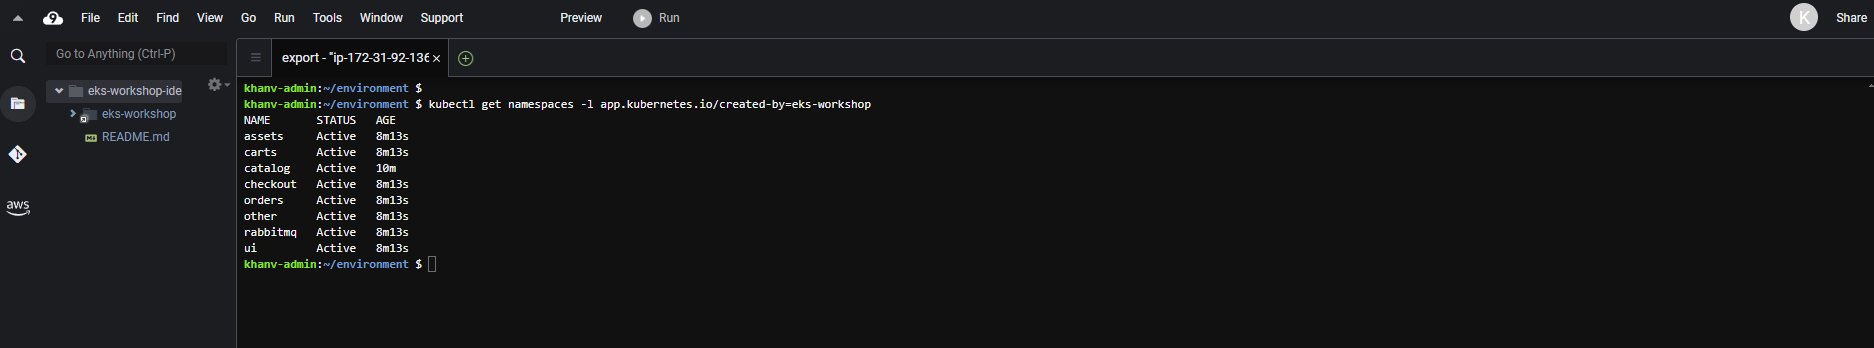 9 File Edit Find View Go Run Tools Window Support Preview Run K Share
Go to Anything (Ctrl-P)
export - "ip-172-31-92-136 ×
eks-workshop-ide
eks-workshop
README.md
aws
khanv-admin:~/environment $
khanv-admin:~/environment $ kubectl get namespaces -l app.kubernetes.io/created-by=eks-workshop
NAME STATUS AGE
assets Active 8m13s
carts Active 8m13s
catalog Active 10m
checkout Active 8m13s
orders Active 8m13s
other Active 8m13s
rabbitmq Active 8m13s
ui Active 8m13s
khanv-admin:~/environment $